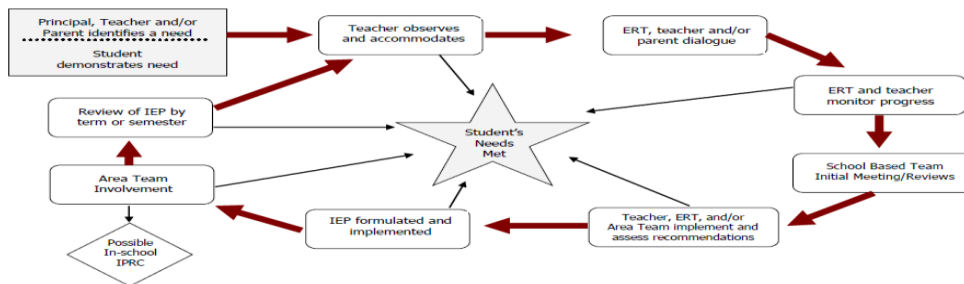 Principal, Teacher and/or
Parent identifies a need
Student
demonstrates need
Teacher observes
and accommodates
ERT, teacher and/or
parent dialogue
ERT and teacher
monitor progress
School Based Team
Initial Meeting/Reviews
Teacher, ERT, and/or
Area Team implement and
assess recommendations
IEP formulated and
implemented
Area Team
Involvement
Possible
In-school
IPRC
Review of IEP by
term or semester
Student's
Needs
Met